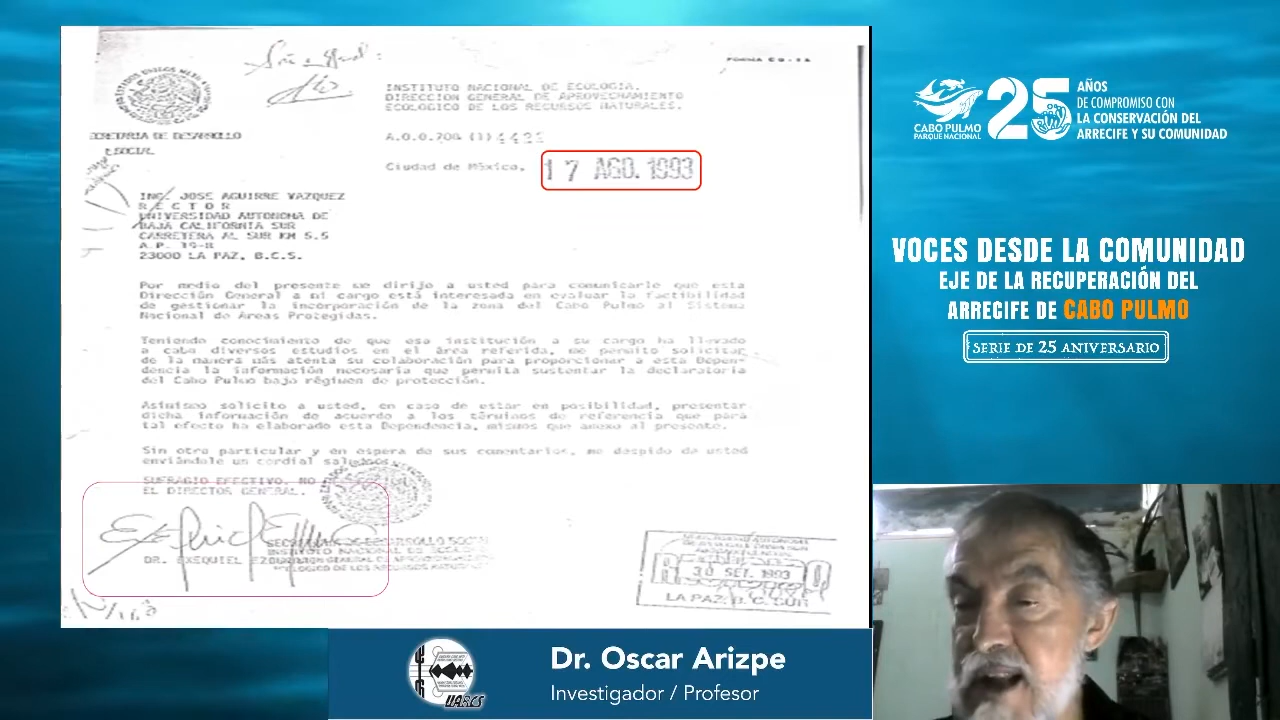 FORMA CG-1A
INSTITUTO NACIONAL DE ECOLOGIA.
DIRECCION GENERAL DE APROVECHAMIENTO
ECOLOGICO DE LOS RECURSOS NATURALES.
SECRETARIA DE DESARROLLO
SOCIAL
A.O.O.700 (1)
Ciudad de México, 17 AGO. 1993
ING. JOSE AGUIRRE VAZQUEZ
R E C T O R
UNIVERSIDAD AUTONOMA DE
BAJA CALIFORNIA SUR
CARRETERA AL SUR KM 5.5
A.P. 19-B
23000 LA PAZ, B.C.S.
Por medio del presente me dirijo a usted para comunicarle que esta
Dirección General a mi cargo está interesada en evaluar la factibilidad
de gestionar la incorporación de la zona del Cabo Pulmo al Sistema
Nacional de Areas Protegidas.
Teniendo conocimiento de que esa institución a su cargo ha llevado
a cabo diversos estudios en el área referida, me permito solicitar
de la manera más atenta su colaboración para proporcionar a esta Depen-
dencia la información necesaria que permita sustentar la declaratoria
del Cabo Pulmo bajo régimen de protección.
Asimismo solicito a usted, en caso de estar en posibilidad, presentar
dicha información de acuerdo a los términos de referencia que para
tal efecto ha elaborado esta Dependencia, mismos que anexo al presente.
Sin otro particular y en espera de sus comentarios, me despido de usted
enviándole un cordial saludo.
SUFRAGIO EFECTIVO. NO
EL DIRECTOR GENERAL.
DR. EXEQUIEL
30 SET. 1993
LA PAZ, B.C. SUR
CABO PULMO
PARQUE NACIONAL
25 AÑOS
DE COMPROMISO CON
LA CONSERVACIÓN DEL
ARRECIFE Y SU COMUNIDAD
VOCES DESDE LA COMUNIDAD
EJE DE LA RECUPERACIÓN DEL
ARRECIFE DE CABO PULMO
SERIE DE 25 ANIVERSARIO
UABCS
Dr. Oscar Arizpe
Investigador / Profesor